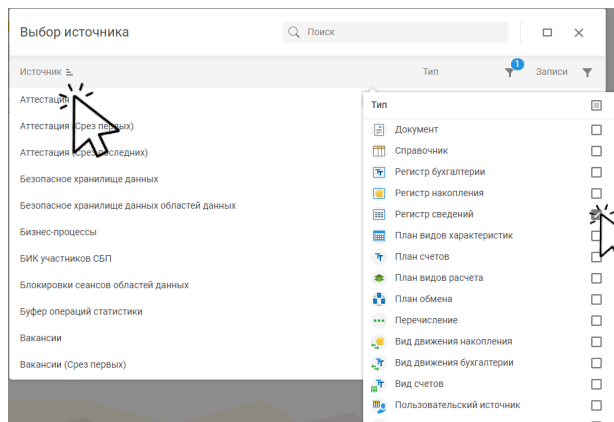 Выбор источника
Поиск
Источник
Тип
1
Записи
Аттестация
Аттестация (Срез первых)
Аттестация (Срез последних)
Безопасное хранилище данных
Безопасное хранилище данных областей данных
Бизнес-процессы
БИК участников СБП
Блокировки сеансов областей данных
Буфер операций статистики
Вакансии
Вакансии (Срез первых)
Тип
Документ
Справочник
Регистр бухгалтерии
Регистр накопления
Регистр сведений
План видов характеристик
План счетов
План видов расчета
План обмена
Перечисление
Вид движения накопления
Вид движения бухгалтерии
Вид счетов
Пользовательский источник